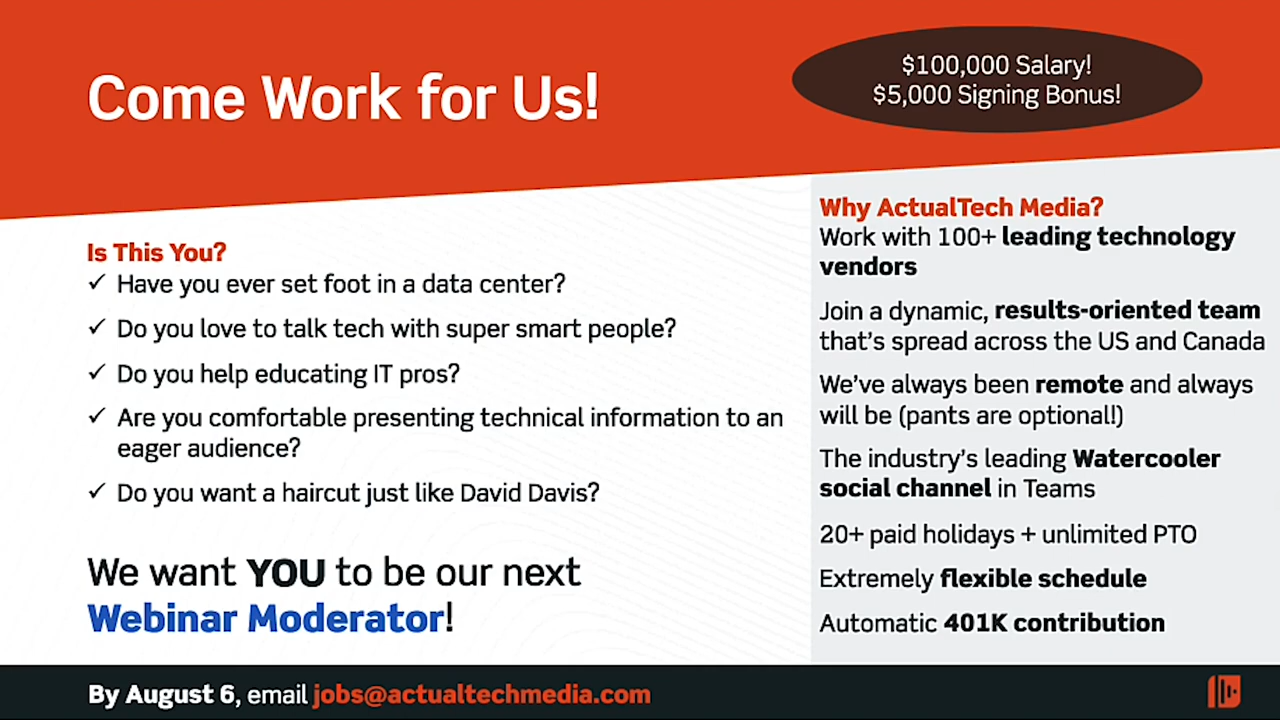 Come Work for Us!
$100,000 Salary!
$5,000 Signing Bonus!
Is This You?
✓ Have you ever set foot in a data center?
✓ Do you love to talk tech with super smart people?
✓ Do you help educating IT pros?
✓ Are you comfortable presenting technical information to an
eager audience?
✓ Do you want a haircut just like David Davis?
We want YOU to be our next
Webinar Moderator!
Why ActualTech Media?
Work with 100+ leading technology
vendors
Join a dynamic, results-oriented team
that's spread across the US and Canada
We've always been remote and always
will be (pants are optional!)
The industry's leading Watercooler
social channel in Teams
20+ paid holidays + unlimited PTO
Extremely flexible schedule
Automatic 401K contribution
By August 6, email jobs@actualtechmedia.com